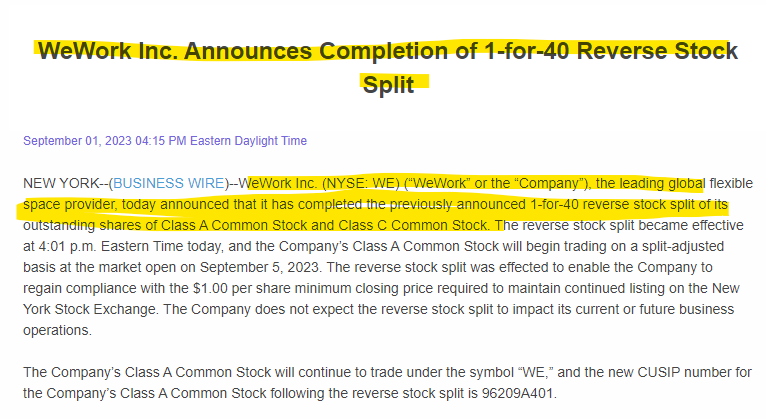 WeWork Inc. Announces Completion of 1-for-40 Reverse Stock
Split
September 01, 2023 04:15 PM Eastern Daylight Time
NEW YORK--(BUSINESS WIRE)--WeWork Inc. (NYSE: WE) (“WeWork” or the “Company”), the leading global flexible
space provider, today announced that it has completed the previously announced 1-for-40 reverse stock split of its
outstanding shares of Class A Common Stock and Class C Common Stock. The reverse stock split became effective
at 4:01 p.m. Eastern Time today, and the Company’s Class A Common Stock will begin trading on a split-adjusted
basis at the market open on September 5, 2023. The reverse stock split was effected to enable the Company to
regain compliance with the $1.00 per share minimum closing price required to maintain continued listing on the New
York Stock Exchange. The Company does not expect the reverse stock split to impact its current or future business
operations.
The Company’s Class A Common Stock will continue to trade under the symbol “WE,” and the new CUSIP number for
the Company’s Class A Common Stock following the reverse stock split is 96209A401.